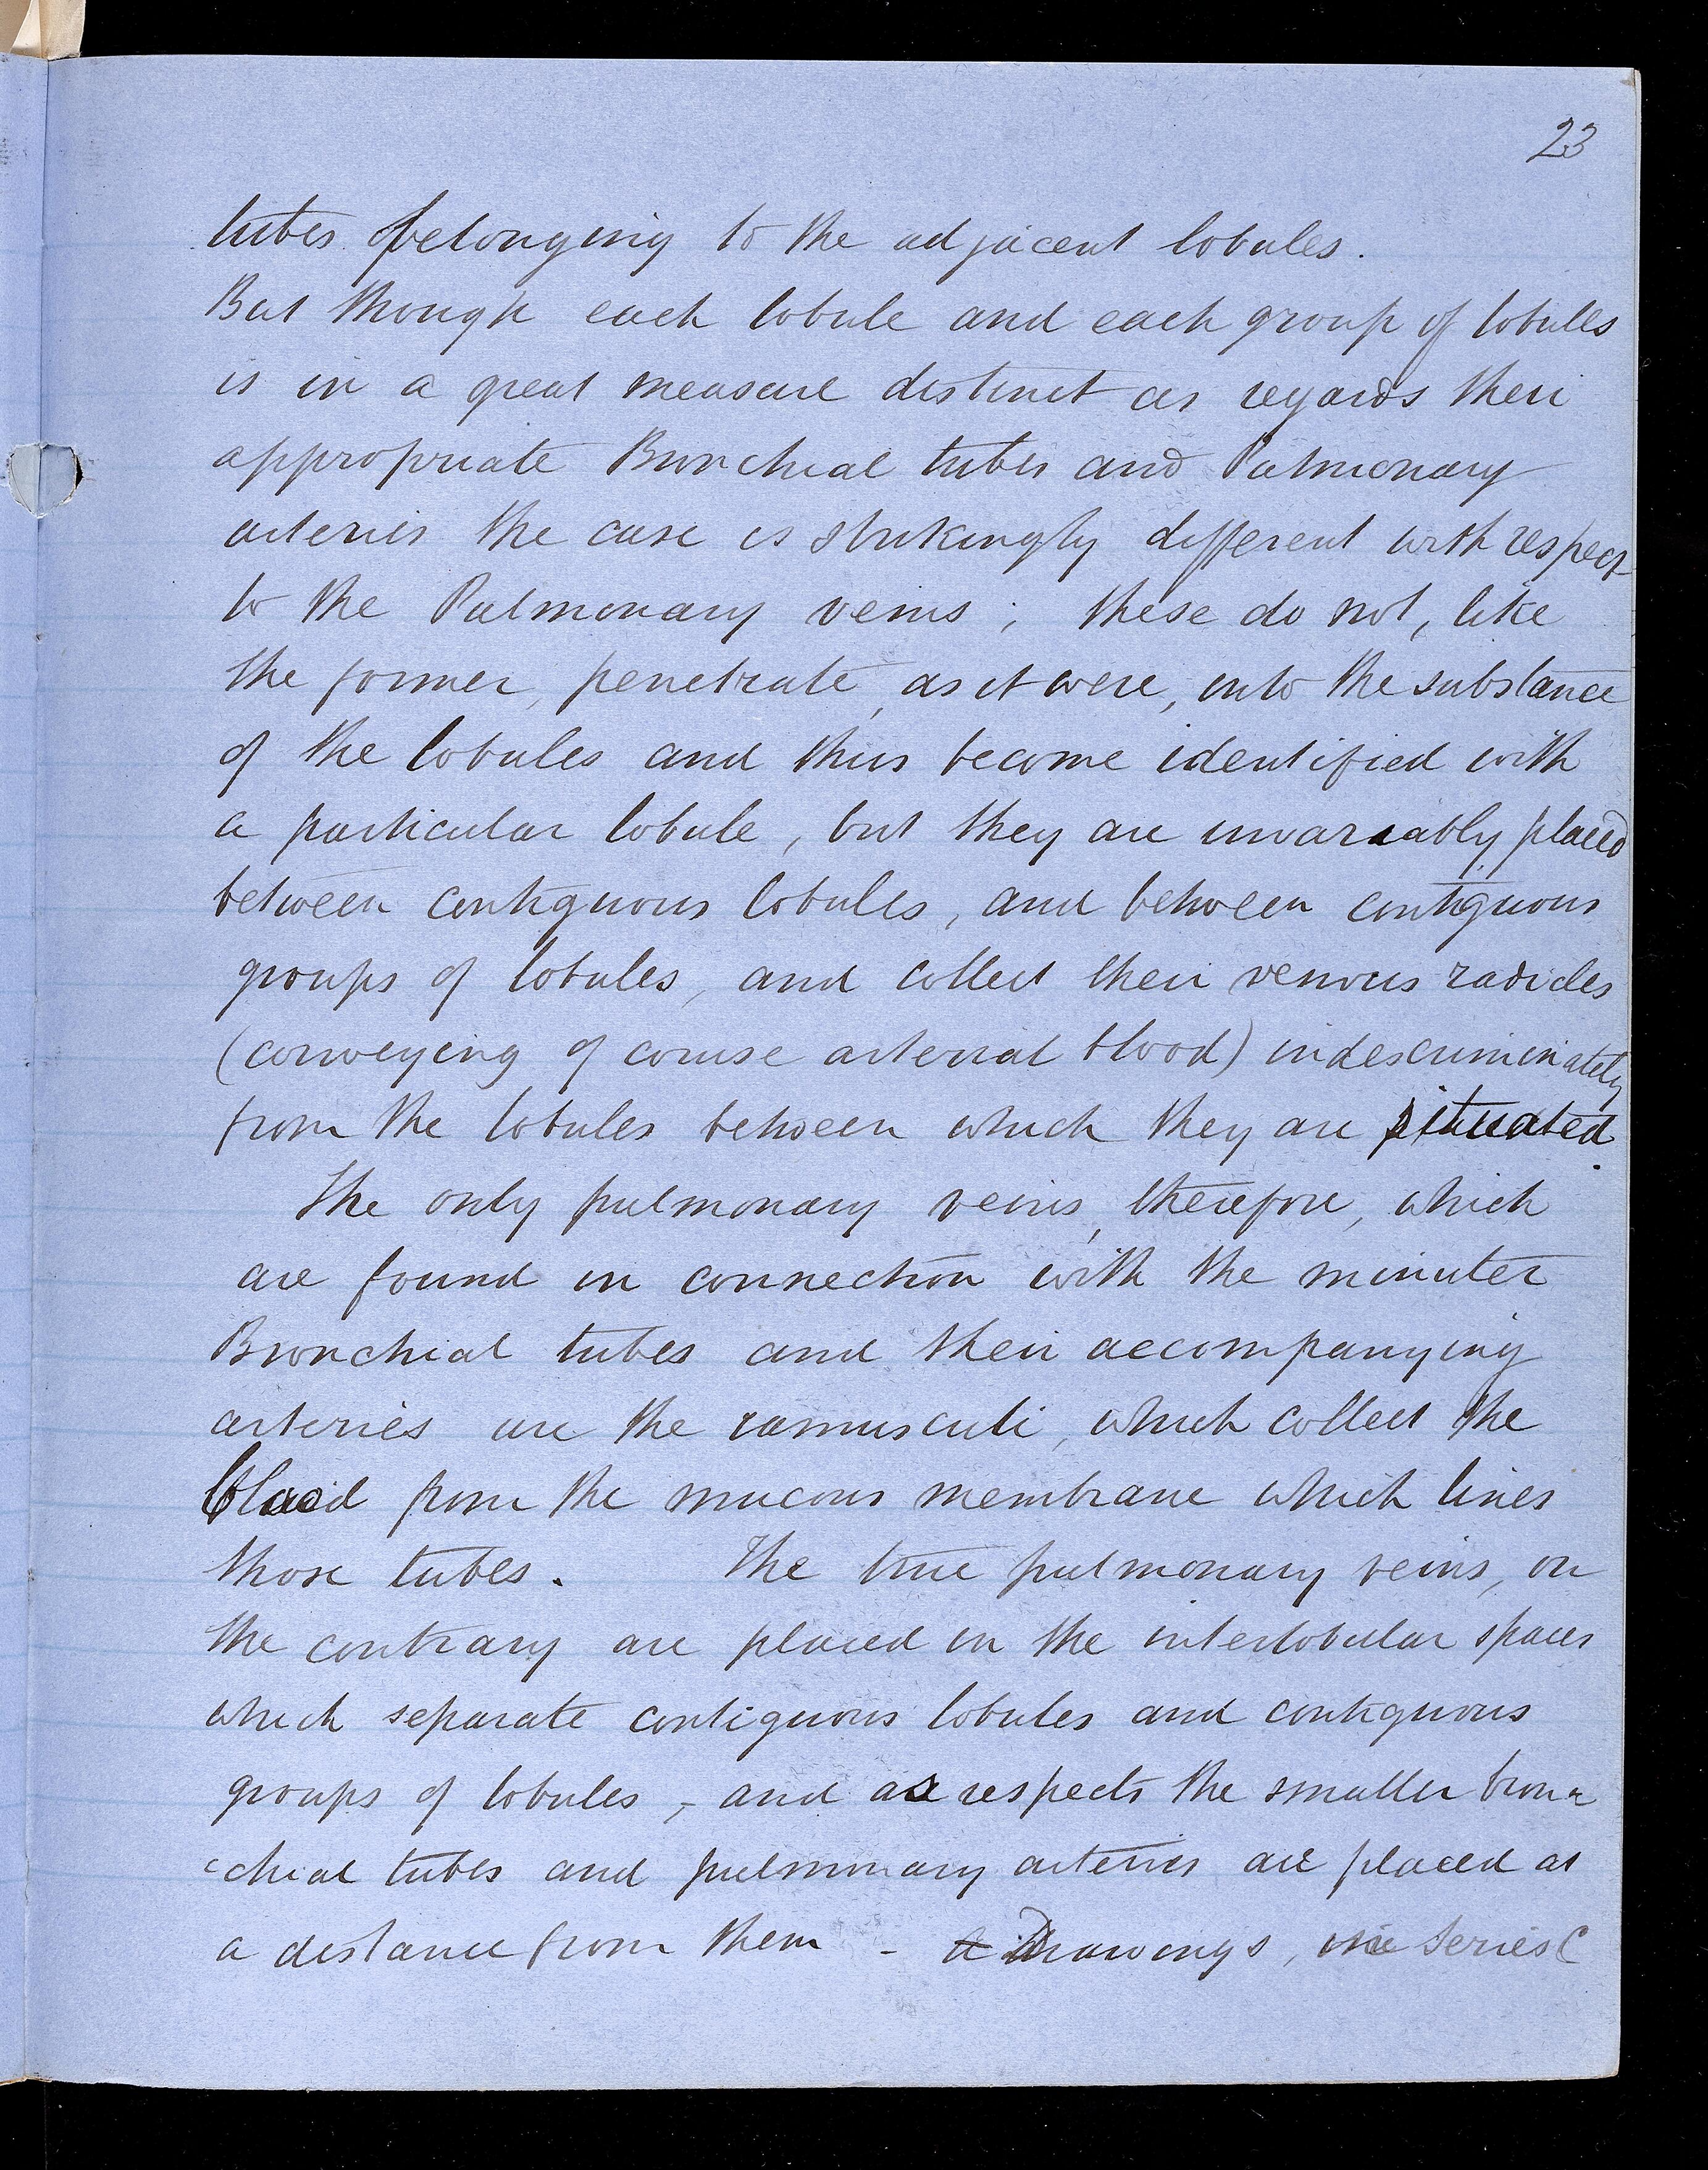 23
tubes belonging to the adjacent lobules.
But though each lobule and each group of lobules
is in a great measure distinct as regards their
appropriate Bronchial tubes and Pulmonary
arteries the case is strikingly different with respect
to the Pulmonary veins; these do not, like
the former, penetrate, as it were, into the substance
of the lobules and thus become identified with
a particular lobule, but they are invariably placed
between contiguous lobules, and between contiguous
groups of lobules, and collect their venous radicles
(conveying of course arterial blood) indescriminately
from the lobules between which they are situated.
The only pulmonary veins, therefore, which
are found in connection with the minuter
Bronchial tubes and their accompanying
arteries are the ramusculi, which collect the
blood from the mucous membrane which lines
those tubes. The true pulmonary veins, on
the contrary are placed in the interlobular spaces
which separate contiguous lobules and contiguous
groups of lobules, - and as respects the smaller bron-
-chial tubes and pulmonary arteries are placed at
a distance from them - Drawings, Series C